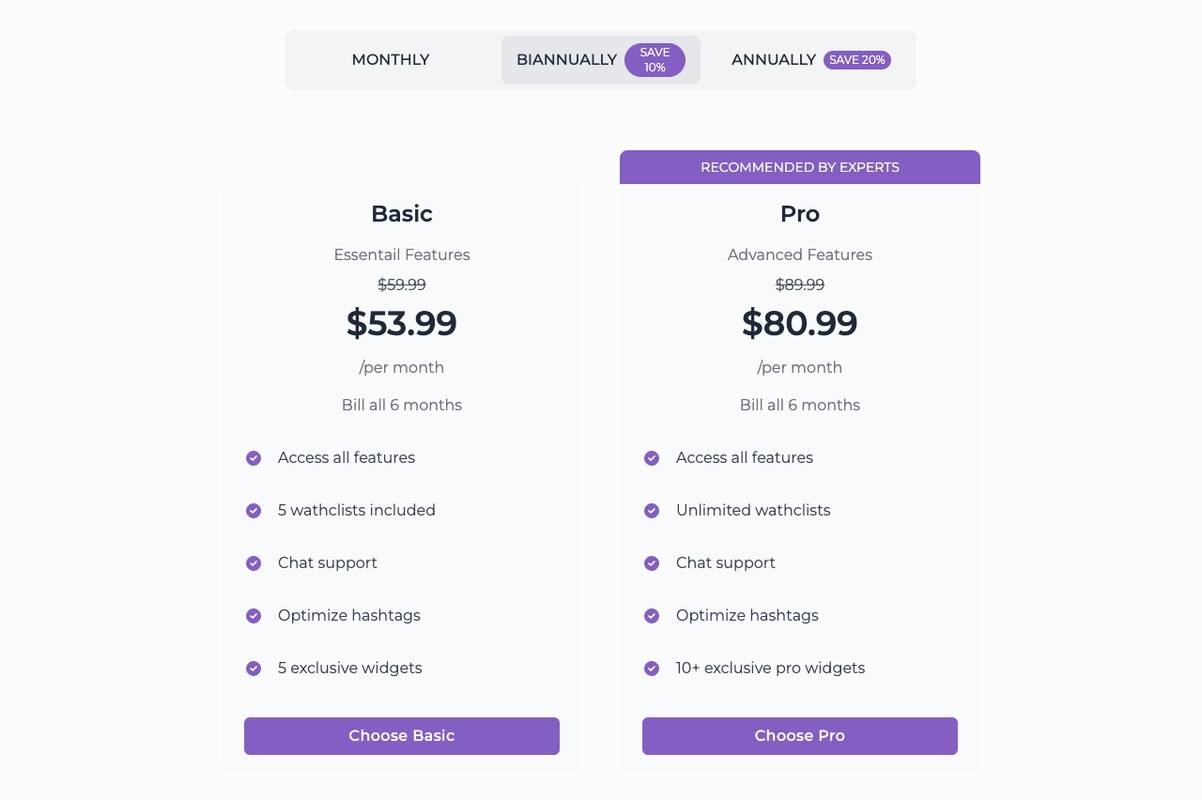 MONTHLY
BIANNUALLY
SAVE
10%
ANNUALLY
SAVE 20%
RECOMMENDED BY EXPERTS
Basic
Essentail Features
$59.99
$53.99
/per month
Bill all 6 months
Access all features
5 wathclists included
Chat support
Optimize hashtags
5 exclusive widgets
Choose Basic
Pro
Advanced Features
$89.99
$80.99
/per month
Bill all 6 months
Access all features
Unlimited wathclists
Chat support
Optimize hashtags
10+ exclusive pro widgets
Choose Pro